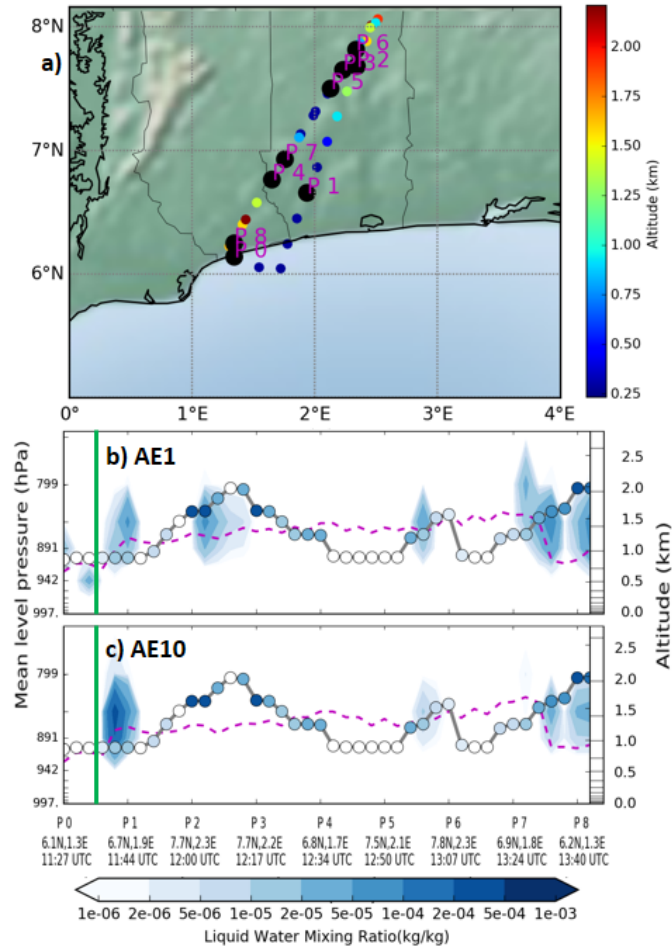 8°N
7°N
6°N
0°
1°E
2°E
3°E
4°E
a)
P 6
P 2
P 3
P 5
P 7
P 4
P 1
P 8
P 0
2.00
1.75
1.50
1.25
1.00
0.75
0.50
0.25
Altitude (km)
b) AE1
Mean level pressure (hPa)
799
891
942
997.
2.5
2.0
1.5
1.0
0.5
0.0
Altitude (km)
c) AE10
799
891
942
997.
2.5
2.0
1.5
1.0
0.5
0.0
P 0 P 1 P 2 P 3 P 4 P 5 P 6 P 7 P 8
6.1N,1.3E 6.7N,1.9E 7.7N,2.3E 7.7N,2.2E 6.8N,1.7E 7.5N,2.1E 7.8N,2.3E 6.9N,1.8E 6.2N,1.3E
11:27 UTC 11:44 UTC 12:00 UTC 12:17 UTC 12:34 UTC 12:50 UTC 13:07 UTC 13:24 UTC 13:40 UTC
1e-06 2e-06 5e-06 1e-05 2e-05 5e-05 1e-04 2e-04 5e-04 1e-03
Liquid Water Mixing Ratio(kg/kg)